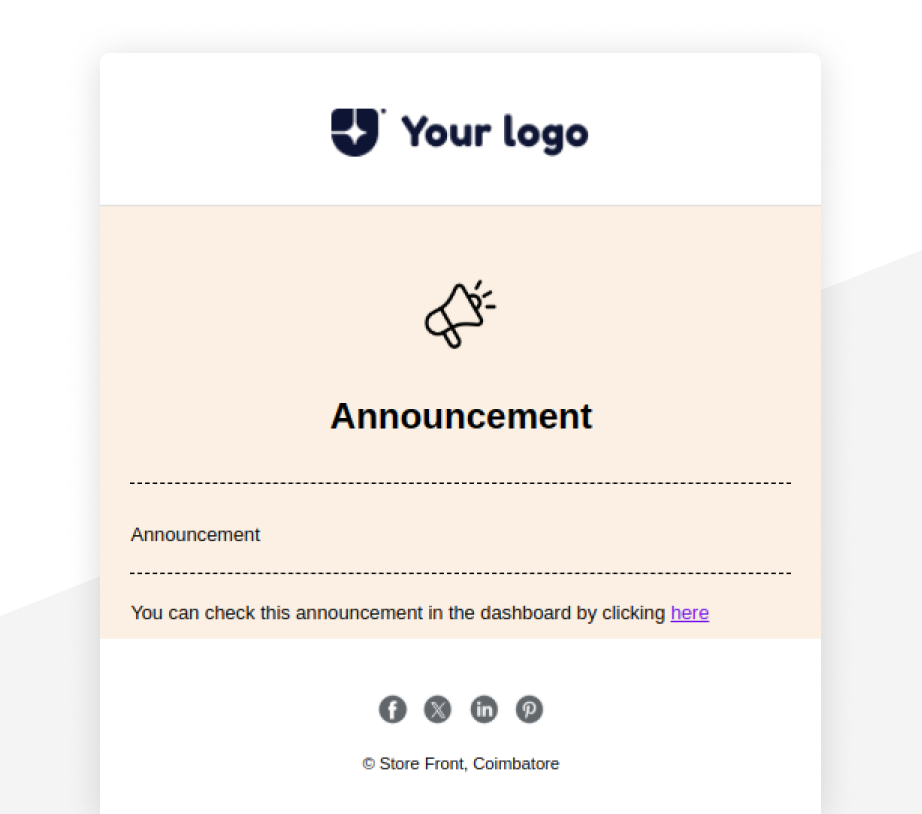 Your logo
Announcement
Announcement
You can check this announcement in the dashboard by clicking here
© Store Front, Coimbatore